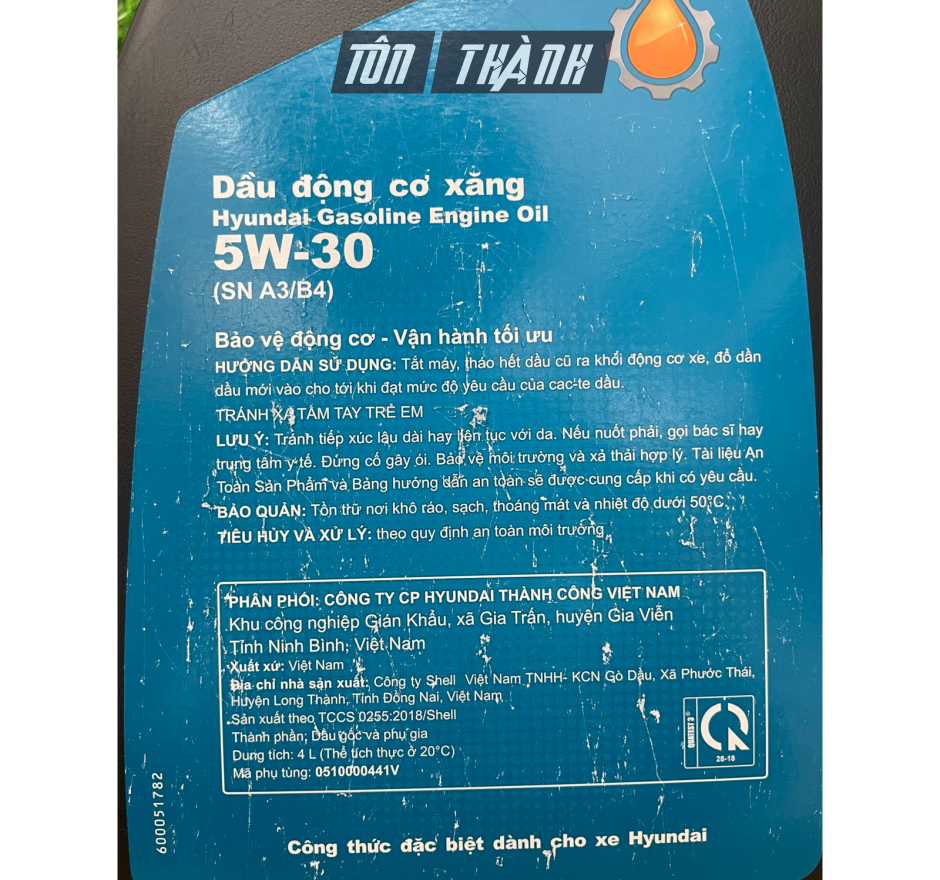 TÔN THÀNH
Dầu động cơ xăng
Hyundai Gasoline Engine Oil
5W-30
(SN A3/B4)
Bảo vệ động cơ - Vận hành tối ưu
HƯỚNG DẪN SỬ DỤNG: Tắt máy, tháo hết dầu cũ ra khỏi động cơ xe, đổ dần
dầu mới vào cho tới khi đạt mức độ yêu cầu của cac-te dầu.
TRÁNH XA TẦM TAY TRẺ EM
LƯU Ý: Tránh tiếp xúc lâu dài hay liên tục với da. Nếu nuốt phải, gọi bác sĩ hay
trung tâm y tế. Đừng cố gây ói. Bảo vệ môi trường và xả thải hợp lý. Tài liệu An
Toàn Sản Phẩm và Bảng hướng dẫn an toàn sẽ được cung cấp khi có yêu cầu.
BẢO QUẢN: Tồn trữ nơi khô ráo, sạch, thoáng mát và nhiệt độ dưới 50°C.
TIÊU HỦY VÀ XỬ LÝ: theo quy định an toàn môi trường
PHÂN PHỐI: CÔNG TY CP HYUNDAI THÀNH CÔNG VIỆT NAM
Khu công nghiệp Gián Khẩu, xã Gia Trấn, huyện Gia Viễn
Tỉnh Ninh Bình, Việt Nam
Xuất xứ: Việt Nam
Địa chỉ nhà sản xuất: Công ty Shell Việt Nam TNHH- KCN Gò Dầu, Xã Phước Thái,
Huyện Long Thành, Tỉnh Đồng Nai, Việt Nam
Sản xuất theo TCCS 0255:2018/Shell
Thành phần: Dầu gốc và phụ gia
Dung tích: 4 L (Thể tích thực ở 20°C)
Mã phụ tùng: 0510000441V
QUATEST 3®
28-18
600051782
Công thức đặc biệt dành cho xe Hyundai